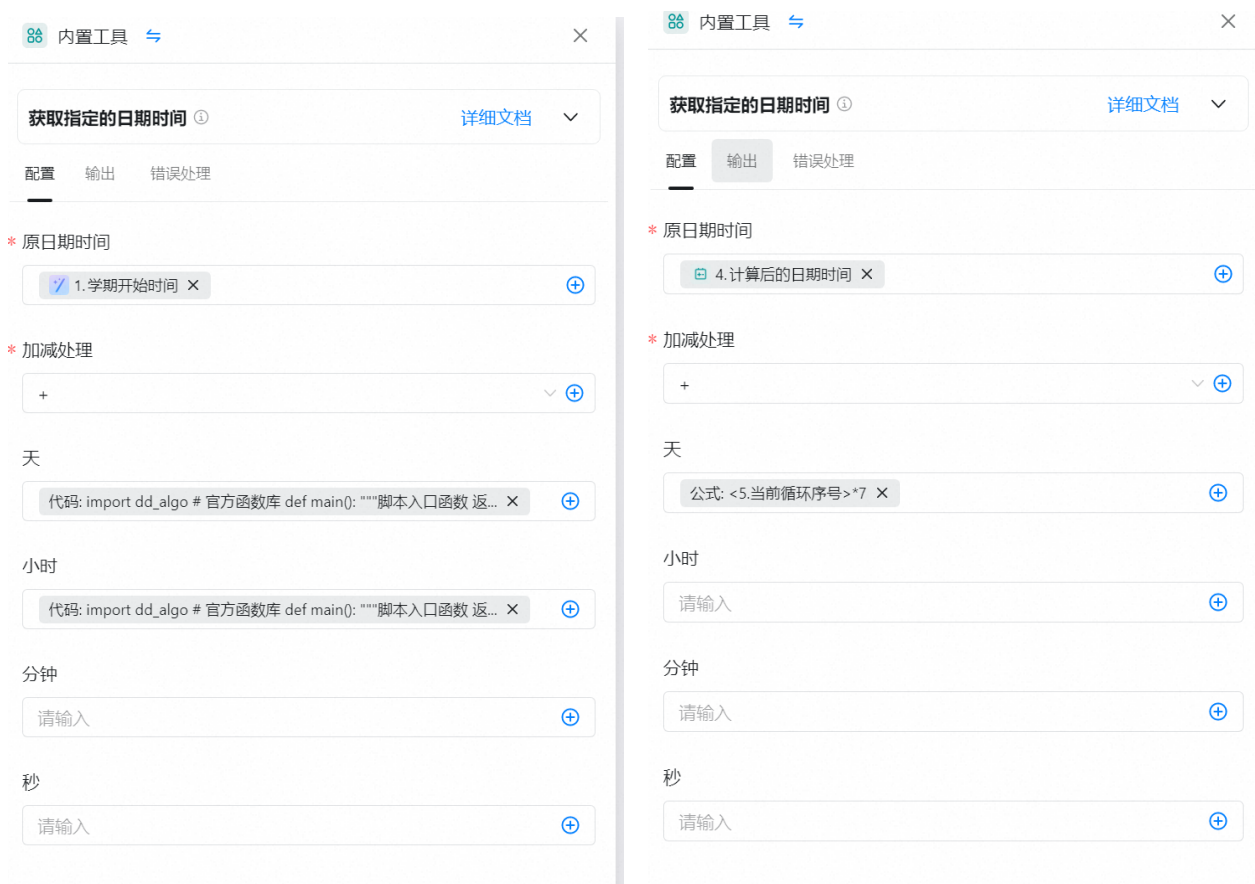 内置工具
获取指定的日期时间 详细文档
配置 输出 错误处理
* 原日期时间
1.学期开始时间
* 加减处理
+
天
代码: import dd_algo # 官方函数库 def main(): """脚本入口函数 返...
小时
代码: import dd_algo # 官方函数库 def main(): """脚本入口函数 返...
分钟
请输入
秒
请输入
内置工具
获取指定的日期时间 详细文档
配置 输出 错误处理
* 原日期时间
4.计算后的日期时间
* 加减处理
+
天
公式: <5.当前循环序号>*7
小时
请输入
分钟
请输入
秒
请输入